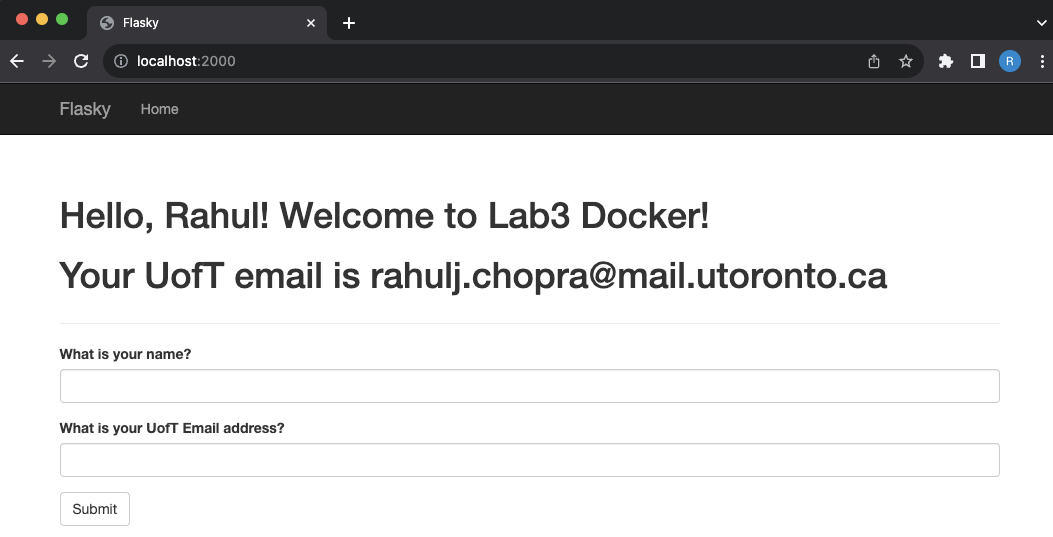 Flasky
localhost:2000
R
Flasky Home
Hello, Rahul! Welcome to Lab3 Docker!
Your UofT email is rahulj.chopra@mail.utoronto.ca
What is your name?
What is your UofT Email address?
Submit